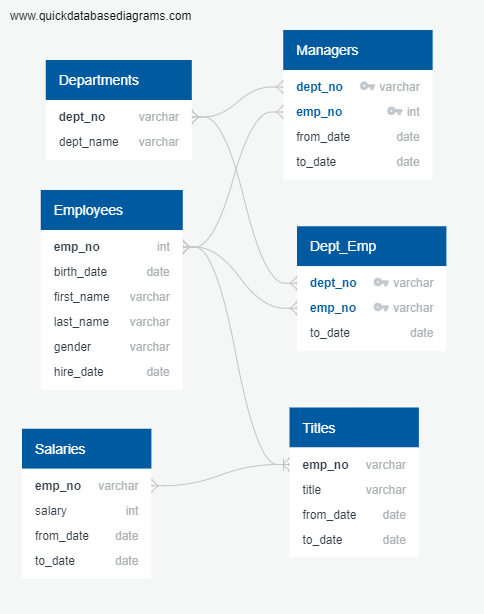 www.quickdatabasediagrams.com
Departments
dept_no varchar
dept_name varchar
Managers
dept_no varchar
emp_no int
from_date date
to_date date
Employees
emp_no int
birth_date date
first_name varchar
last_name varchar
gender varchar
hire_date date
Dept_Emp
dept_no varchar
emp_no varchar
to_date date
Salaries
emp_no varchar
salary int
from_date date
to_date date
Titles
emp_no varchar
title varchar
from_date date
to_date date